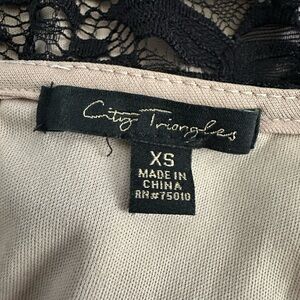 City Triangles
XS
MADE IN
CHINA
RN#75010